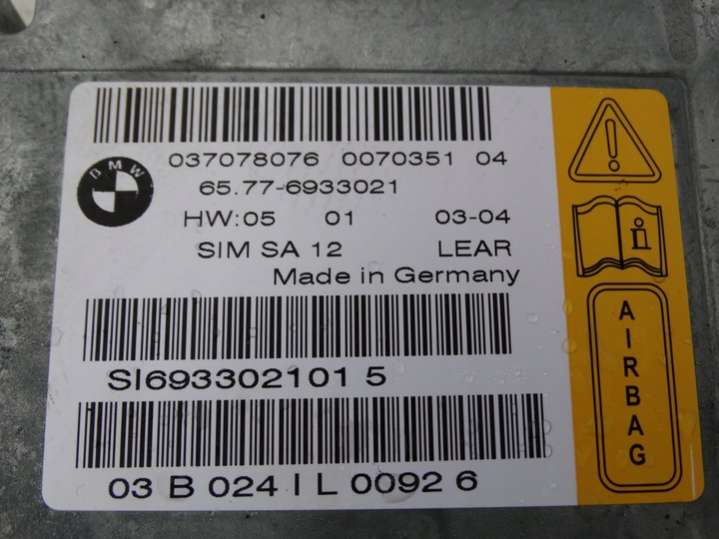 037078076 0070351 04
BMW
65.77-6933021
HW:05 01 03-04
SIM SA 12 LEAR
Made in Germany
SI693302101 5
03 B 024 I L 0092 6
AIRBAG